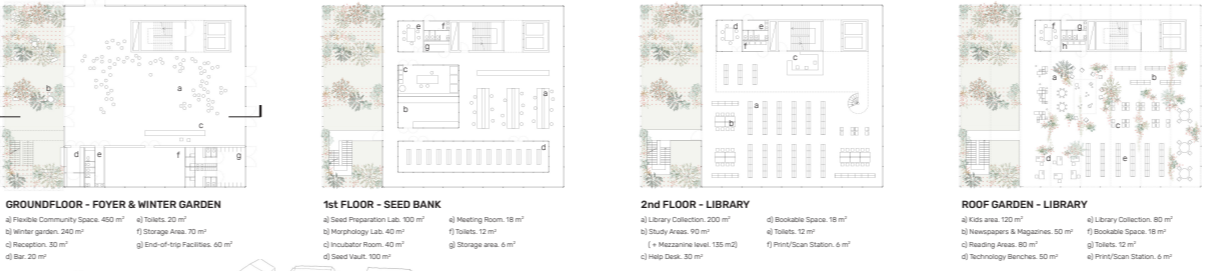 GROUNDFLOOR - FOYER & WINTER GARDEN
a) Flexible Community Space. 450 m² e) Toilets. 20 m²
b) Winter garden. 240 m² f) Storage Area. 70 m²
c) Reception. 30 m² g) End-of-trip Facilities. 60 m²
d) Bar. 20 m²
1st FLOOR - SEED BANK
a) Seed Preparation Lab. 100 m² e) Meeting Room. 18 m²
b) Morphology Lab. 40 m² f) Toilets. 12 m²
c) Incubator Room. 40 m² g) Storage area. 6 m²
d) Seed Vault. 100 m²
2nd FLOOR - LIBRARY
a) Library Collection. 200 m² d) Bookable Space. 18 m²
b) Study Areas. 90 m² e) Toilets. 12 m²
( + Mezzanine level. 135 m2) f) Print/Scan Station. 6 m²
c) Help Desk. 30 m²
ROOF GARDEN - LIBRARY
a) Kids area. 120 m² e) Library Collection. 80 m²
b) Newspapers & Magazines. 50 m² f) Bookable Space. 18 m²
c) Reading Areas. 80 m² g) Toilets. 12 m²
d) Technology Benches. 50 m² e) Print/Scan Station. 6 m²
b
a
c
d e f g
e f
g
c
a
b
d
d e
f
c
a
b
f g
h
a b
c
d e